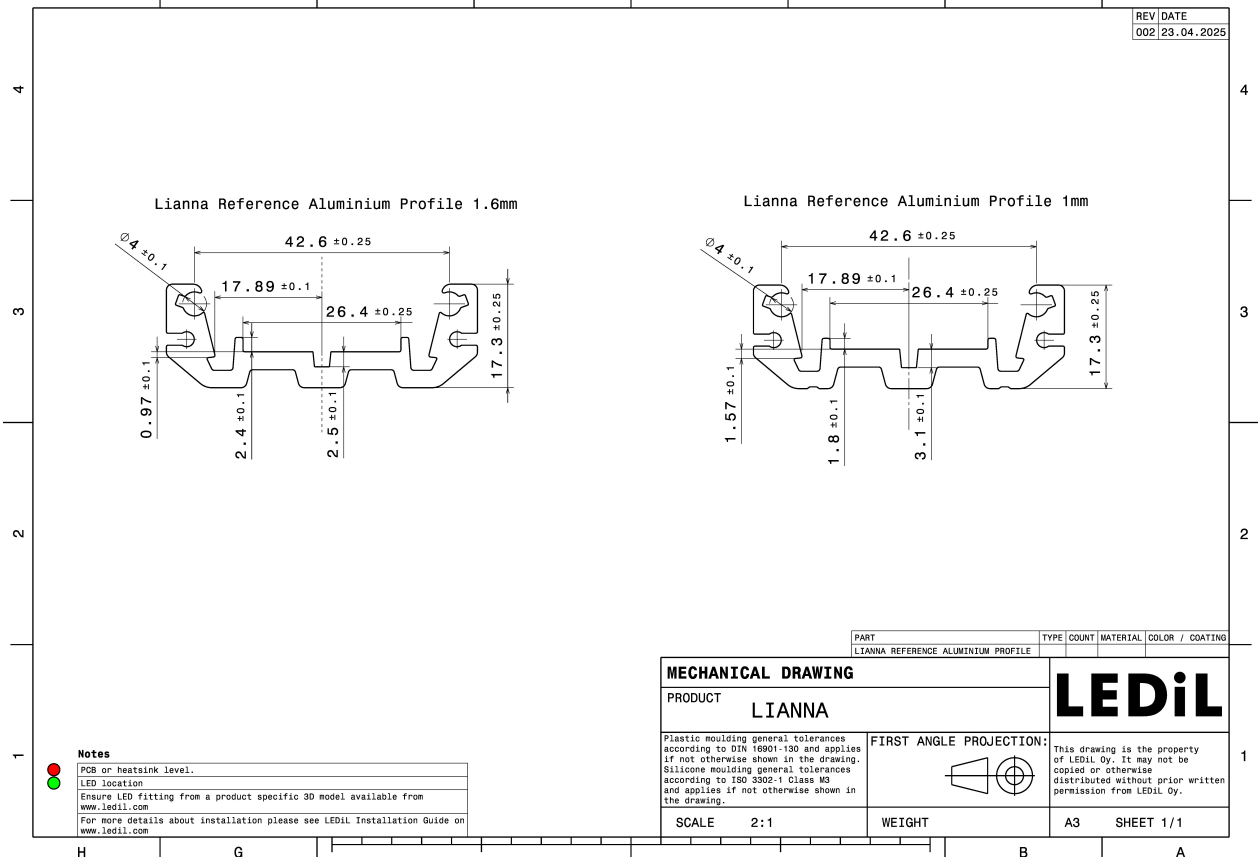 REV DATE
002 23.04.2025
4
4
Lianna Reference Aluminium Profile 1.6mm
Lianna Reference Aluminium Profile 1mm
∅4 ±0.1
42.6 ±0.25
17.89 ±0.1
26.4 ±0.25
17.3 ±0.25
0.97 ±0.1
2.4 ±0.1
2.5 ±0.1
∅4 ±0.1
42.6 ±0.25
17.89 ±0.1
26.4 ±0.25
17.3 ±0.25
1.57 ±0.1
1.8 ±0.1
3.1 ±0.1
3
3
2
2
PART TYPE COUNT MATERIAL COLOR / COATING
LIANNA REFERENCE ALUMINIUM PROFILE
MECHANICAL DRAWING
PRODUCT
LIANNA
LEDiL
Plastic moulding general tolerances
according to DIN 16901-130 and applies
if not otherwise shown in the drawing.
Silicone moulding general tolerances
according to ISO 3302-1 Class M3
and applies if not otherwise shown in
the drawing.
FIRST ANGLE PROJECTION:
This drawing is the property
of LEDiL Oy. It may not be
copied or otherwise
distributed without prior written
permission from LEDiL Oy.
SCALE 2:1
WEIGHT
A3 SHEET 1/1
1
1
Notes
PCB or heatsink level.
LED location
Ensure LED fitting from a product specific 3D model available from
www.ledil.com
For more details about installation please see LEDiL Installation Guide on
www.ledil.com
H G B A